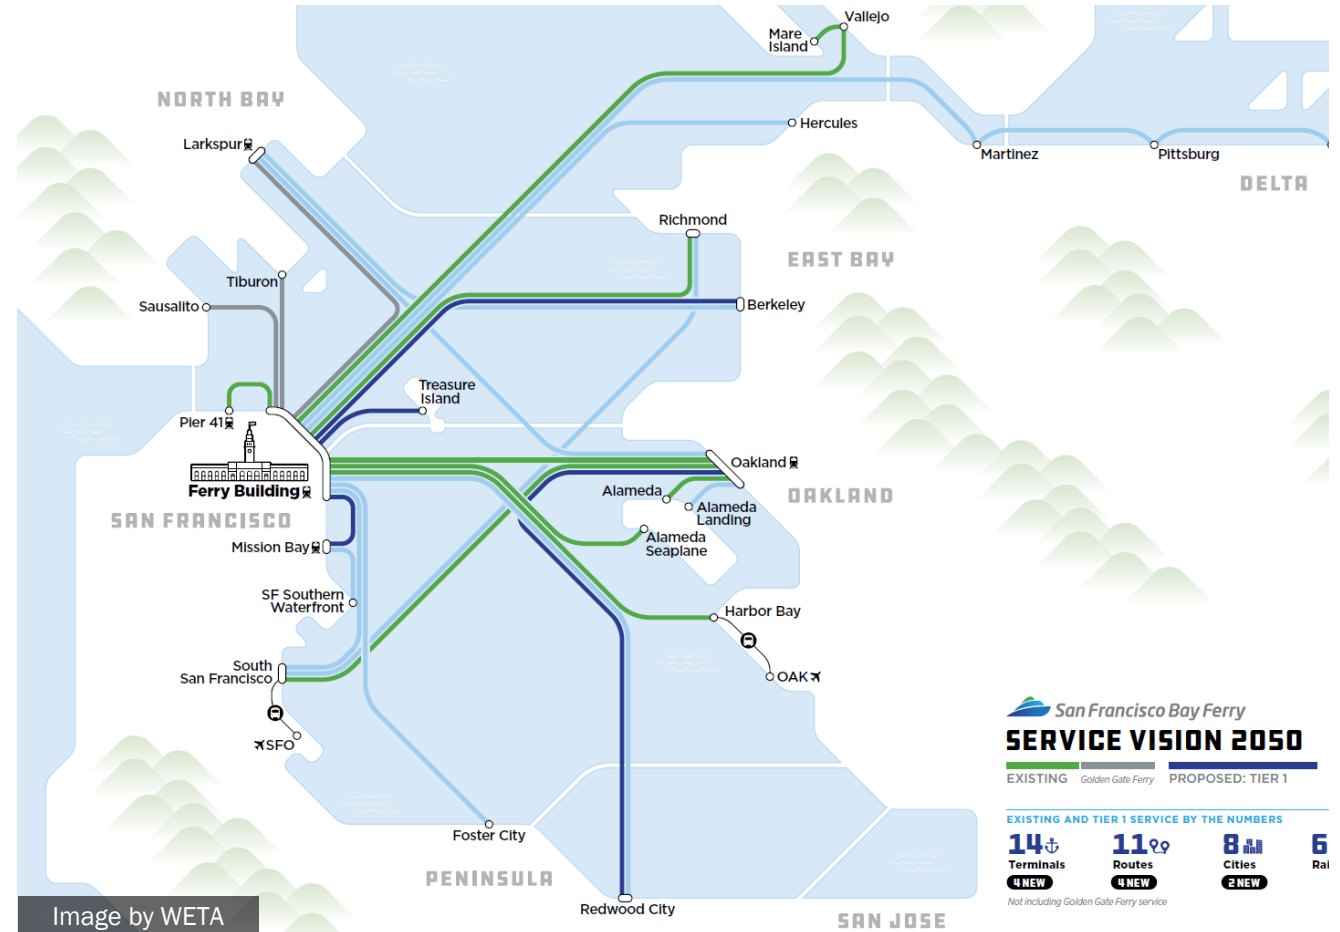 Vallejo
Mare
Island
NORTH BAY
Larkspur
Hercules
Martinez
Pittsburg
DELTA
Richmond
EAST BAY
Tiburon
Sausalito
Berkeley
Treasure
Island
Pier 41
Oakland
Ferry Building
Alameda
OAKLAND
SAN FRANCISCO
Alameda
Landing
Mission Bay
Alameda
Seaplane
SF Southern
Waterfront
Harbor Bay
South
San Francisco
OAK
SFO
San Francisco Bay Ferry
SERVICE VISION 2050
EXISTING Golden Gate Ferry PROPOSED: TIER 1
EXISTING AND TIER 1 SERVICE BY THE NUMBERS
14 11 8 6
Terminals Routes Cities
4 NEW 4 NEW 2 NEW
Not including Golden Gate Ferry service
Foster City
PENINSULA
Redwood City
SAN JOSE
Image by WETA